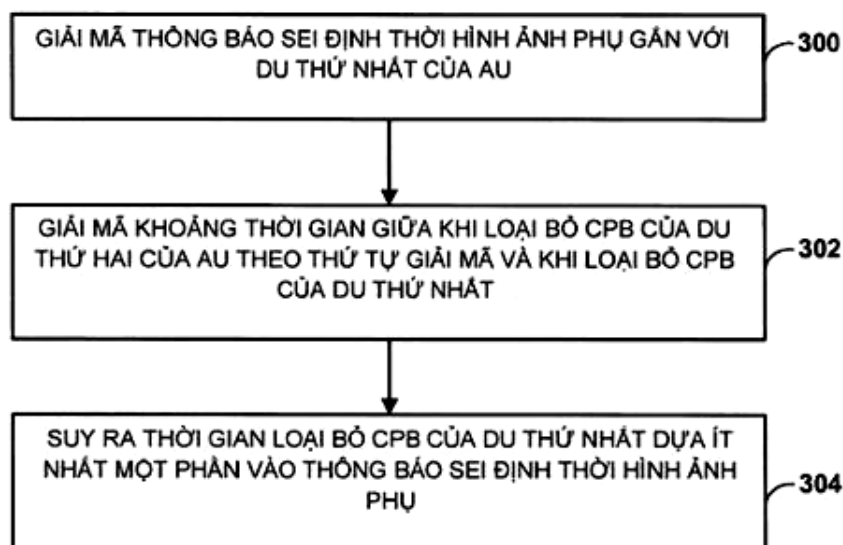 GIẢI MÃ THÔNG BÁO SEI ĐỊNH THỜI HÌNH ẢNH PHỤ GẮN VỚI
DU THỨ NHẤT CỦA AU
300
GIẢI MÃ KHOẢNG THỜI GIAN GIỮA KHI LOẠI BỎ CPB CỦA DU
THỨ HAI CỦA AU THEO THỨ TỰ GIẢI MÃ VÀ KHI LOẠI BỎ CPB
CỦA DU THỨ NHẤT
302
SUY RA THỜI GIAN LOẠI BỎ CPB CỦA DU THỨ NHẤT DỰA ÍT
NHẤT MỘT PHẦN VÀO THÔNG BÁO SEI ĐỊNH THỜI HÌNH ẢNH
PHỤ
304